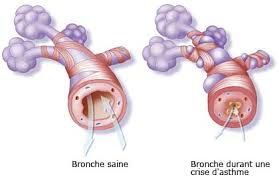 Bronche saine
Bronche durant une
crise d'asthme